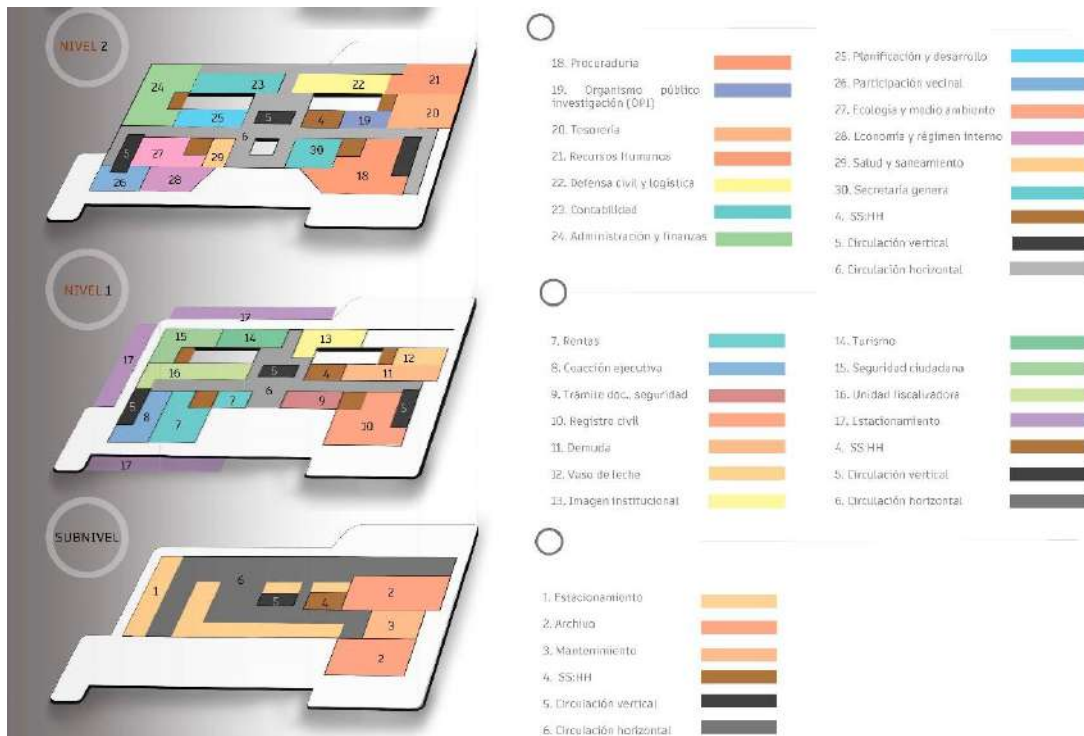 NIVEL 2
24
23
22
21
20
25
5
4
19
6
5
27
29
30
18
26
28
18. Procuraduría
19. Organismo público
investigación (OPI)
20. Tesorería
21. Recursos Humanos
22. Defensa civil y logística
23. Contabilidad
24. Administración y finanzas
25. Planificación y desarrollo
26. Participación vecinal
27. Ecología y medio ambiente
28. Economía y régimen interno
29. Salud y saneamiento
30. Secretaría genera
4. SS:HH
5. Circulación vertical
6. Circulación horizontal
NIVEL 1
17
17
15
14
13
12
16
5
4
11
6
5
8
7
7
9
10
5
17
7. Rentas
8. Coacción ejecutiva
9. Trámite doc., seguridad
10. Registro civil
11. Demuda
12. Vaso de leche
13. Imagen institucional
14. Turismo
15. Seguridad ciudadana
16. Unidad fiscalizadora
17. Estacionamiento
4. SS:HH
5. Circulación vertical
6. Circulación horizontal
SUBNIVEL
1
6
5
4
2
3
2
1. Estacionamiento
2. Archivo
3. Mantenimiento
4. SS:HH
5. Circulación vertical
6. Circulación horizontal